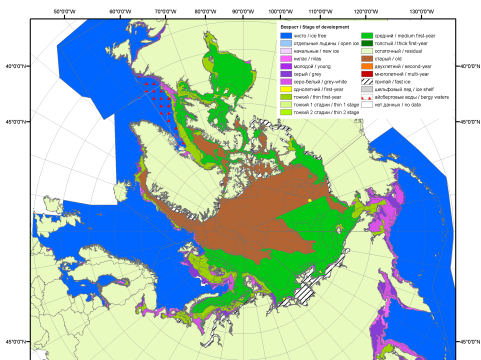 50°0'0"W 60°0'0"W 70°0'0"W 80°0'0"W 90°0'0"W 100°0'0"W 110°0'0"W 120°0'0"W 130°0'0"W
40°0'0"W
45°0'0"N
45°0'0"N
45°0'0"N
Возраст / Stage of development
чисто / ice free
отдельные льдины / open ice
начальные / new ice
нилас / nilas
молодой / young
серый / grey
серо-белый / grey-white
однолетний / first-year
тонкий / thin first-year
тонкий 1 стадии / thin 1 stage
тонкий 2 стадии / thin 2 stage
средний / medium first-year
толстый / thick first-year
остаточный / residual
старый / old
двухлетний / second-year
многолетний / multi-year
припай / fast ice
шельфовый лед / ice shelf
айсберговые воды / bergy waters
нет данных / no data